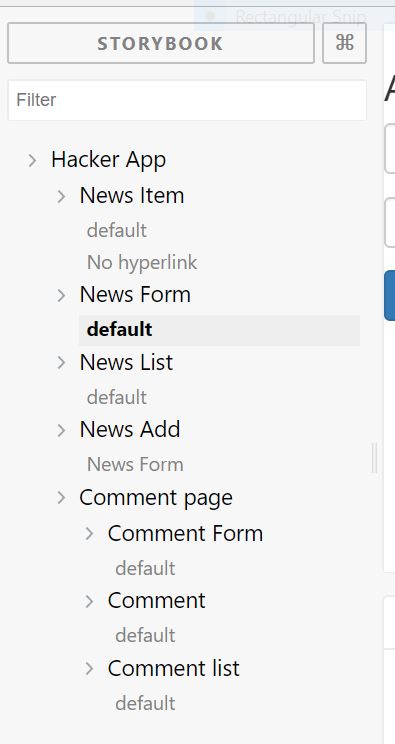 Rectangular Snip
STORYBOOK ⌘
Filter
Hacker App
News Item
default
No hyperlink
News Form
default
News List
default
News Add
News Form
Comment page
Comment Form
default
Comment
default
Comment list
default